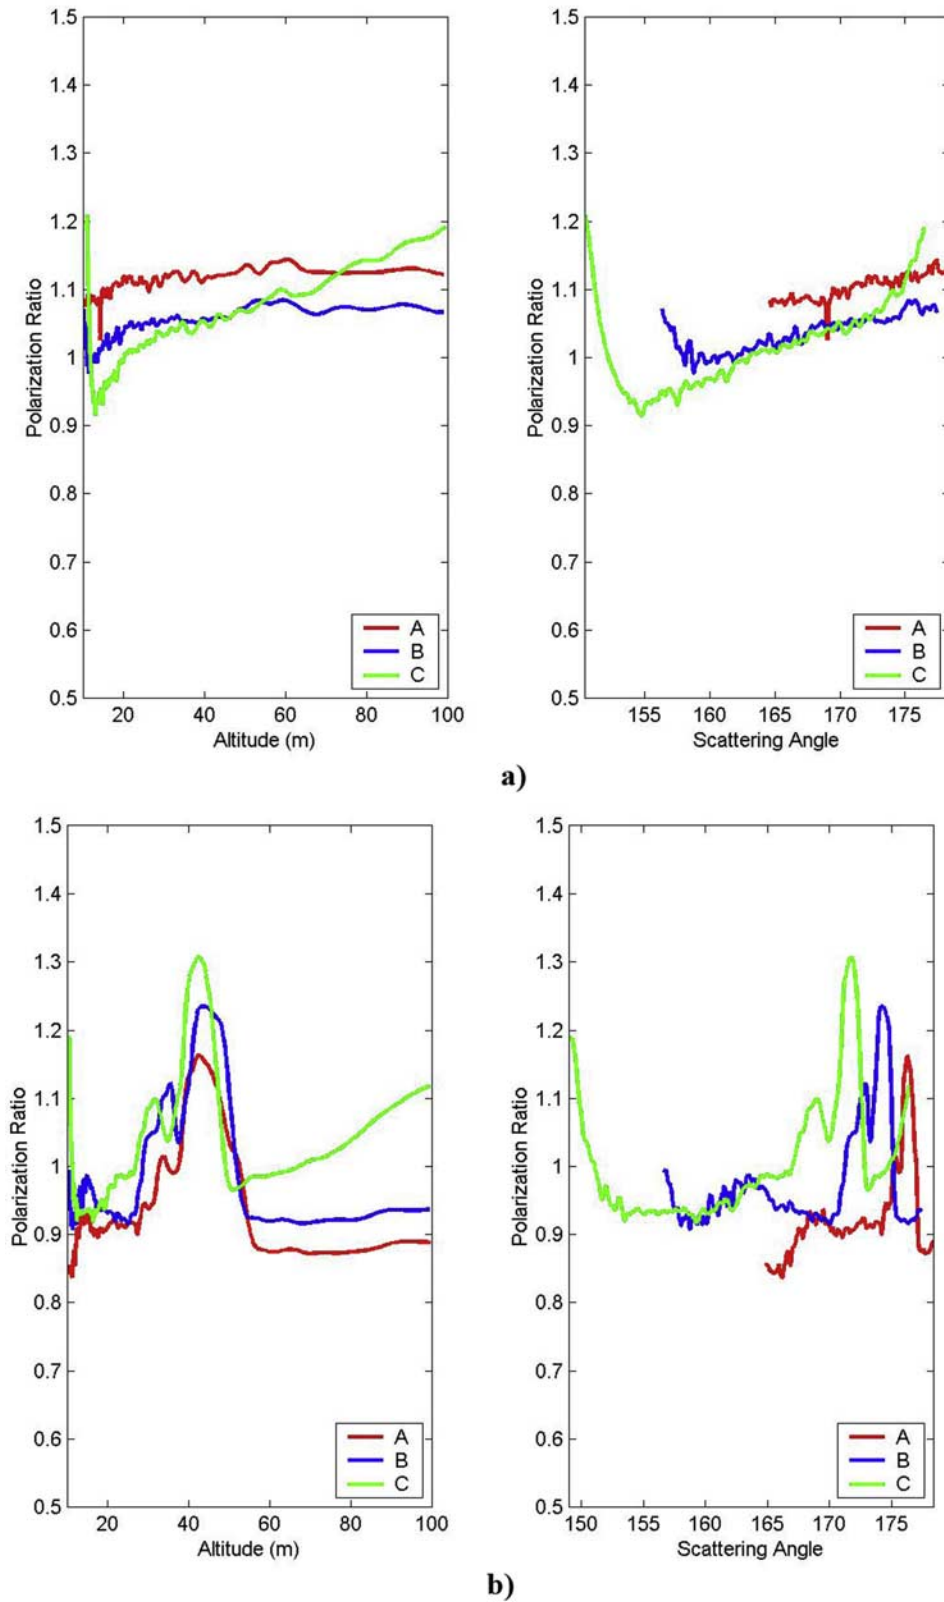 1.5
1.4
1.3
1.2
1.1
1
0.9
0.8
0.7
0.6
0.5
Polarization Ratio
20 40 60 80 100
Altitude (m)
A
B
C
1.5
1.4
1.3
1.2
1.1
1
0.9
0.8
0.7
0.6
0.5
Polarization Ratio
155 160 165 170 175
Scattering Angle
A
B
C
a)
1.5
1.4
1.3
1.2
1.1
1
0.9
0.8
0.7
0.6
0.5
Polarization Ratio
20 40 60 80 100
Altitude (m)
A
B
C
1.5
1.4
1.3
1.2
1.1
1
0.9
0.8
0.7
0.6
0.5
Polarization Ratio
150 155 160 165 170 175
Scattering Angle
A
B
C
b)